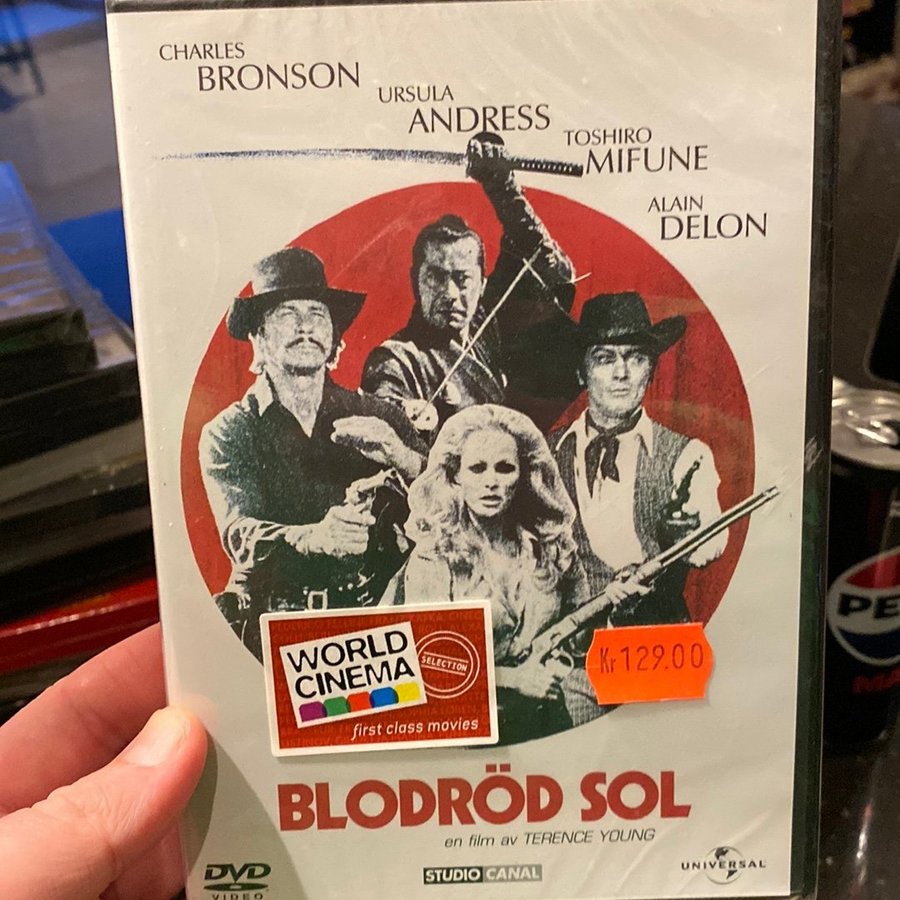 CHARLES
BRONSON
URSULA
ANDRESS
TOSHIRO
MIFUNE
ALAIN
DELON
WORLD
CINEMA
SELECTION
first class movies
Kr 129.00
BLODRÖD SOL
en film av TERENCE YOUNG
DVD
VIDEO
STUDIO CANAL
UNIVERSAL